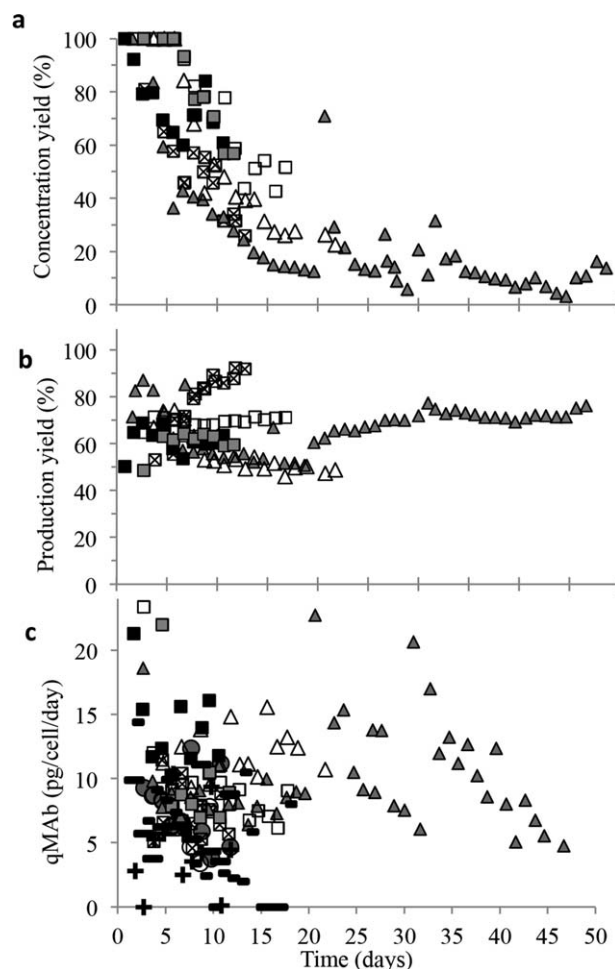 a
Concentration yield (%)
100
80
60
40
20
0
b
Production yield (%)
100
80
60
40
20
0
c
qMAb (pg/cell/day)
20
15
10
5
0
0 5 10 15 20 25 30 35 40 45 50
Time (days)